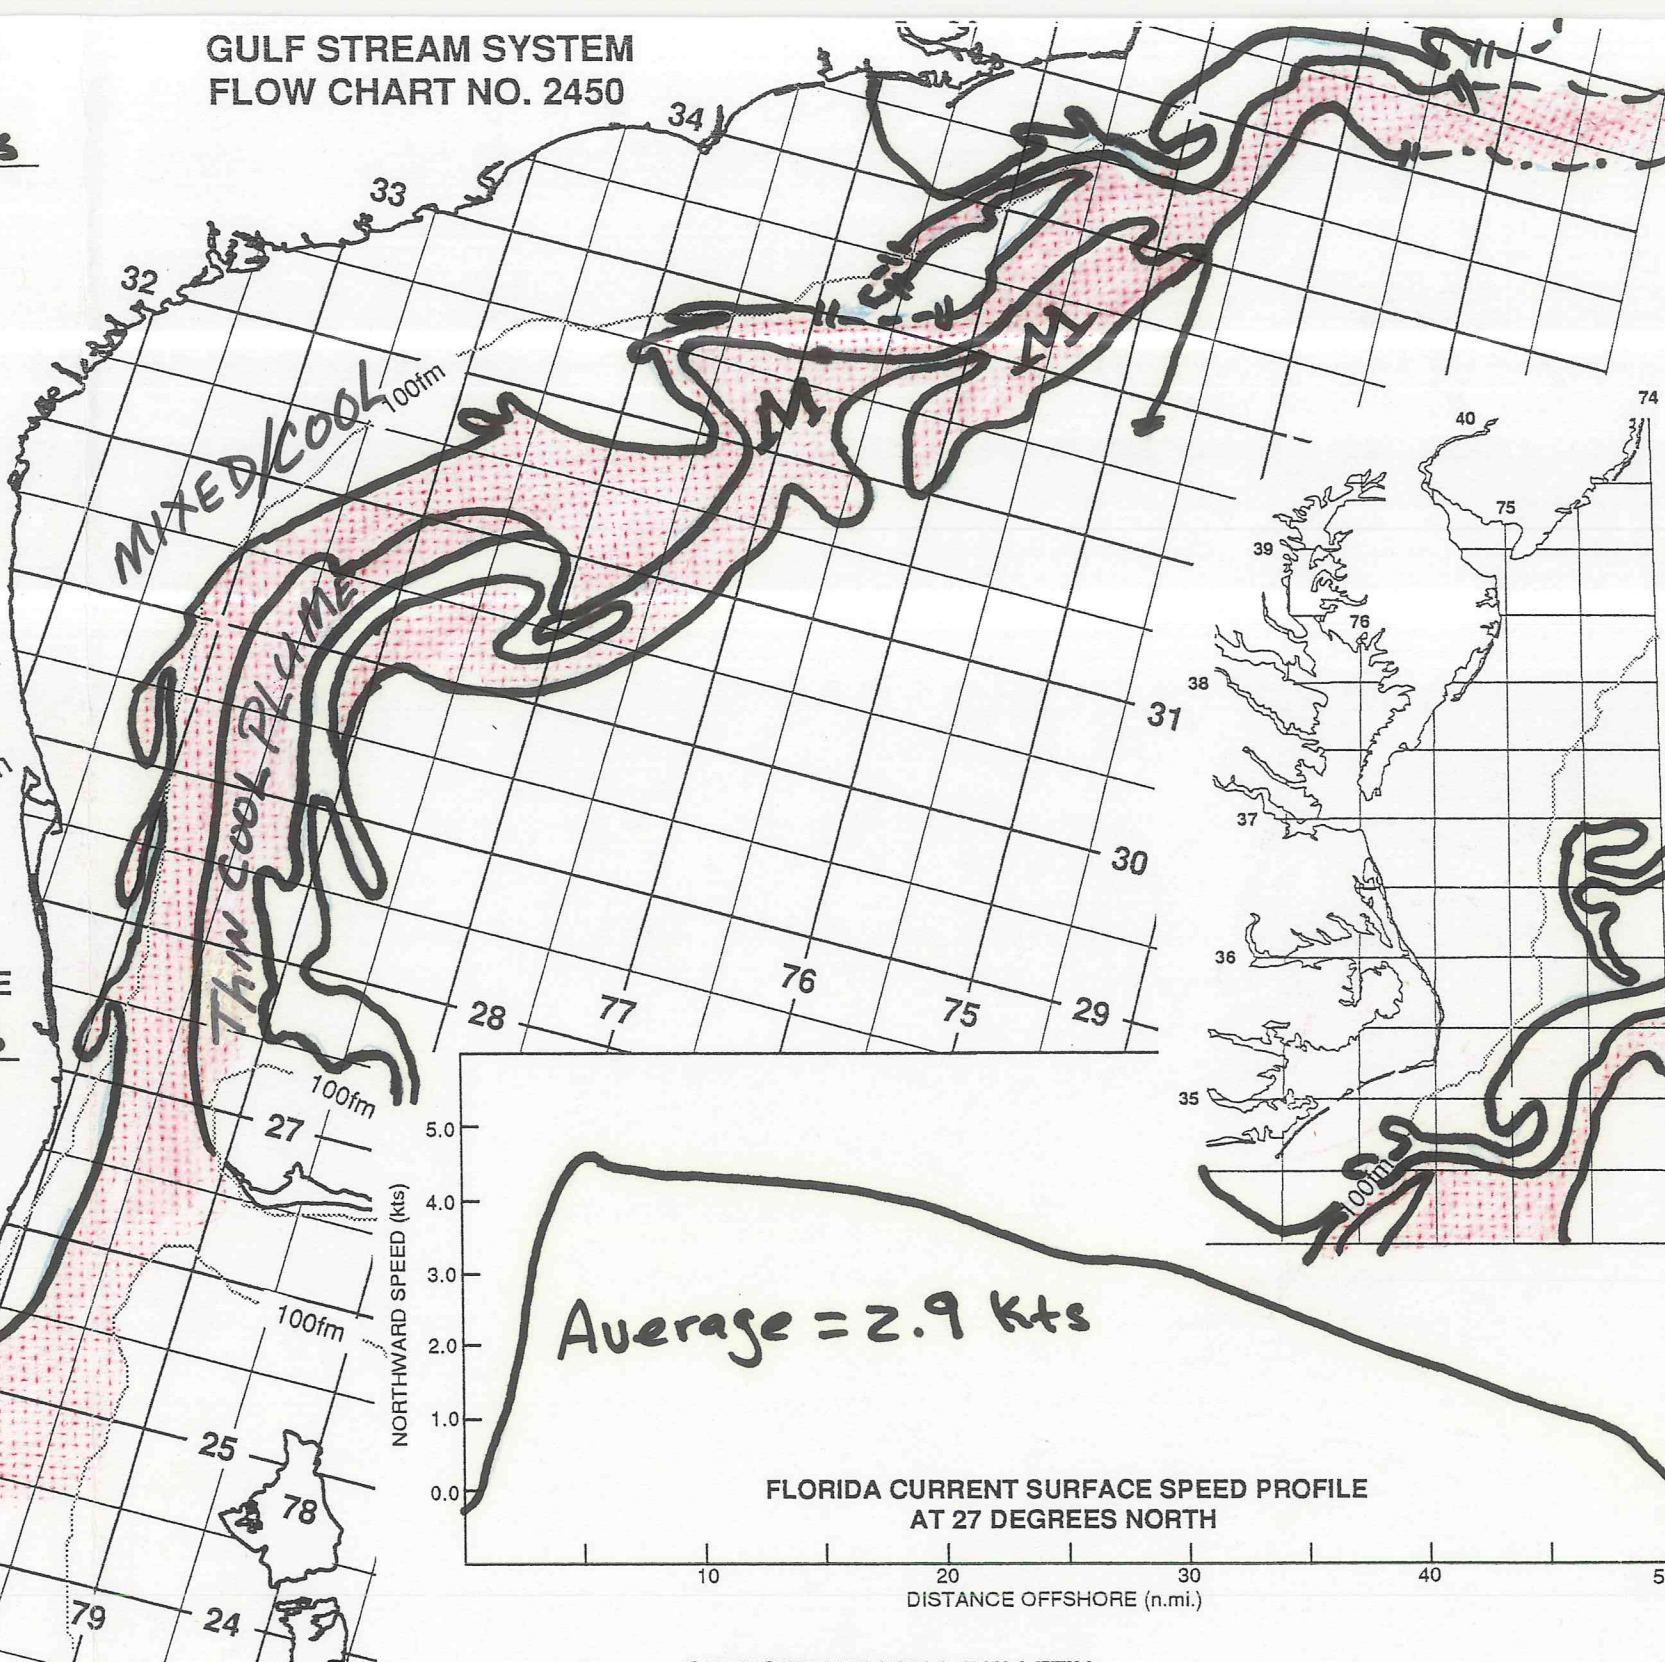 GULF STREAM SYSTEM
FLOW CHART NO. 2450
34
33
32
MIXED/COOL
100fm
M
M
THIN COOL PLUME
31
30
29
28
77
76
75
100fm
27
100fm
25
78
79
24
74
40
75
39
76
38
37
36
35
100fm
NORTHWARD SPEED (kts)
5.0
4.0
3.0
2.0
1.0
0.0
Average = 2.9 Kts
FLORIDA CURRENT SURFACE SPEED PROFILE
AT 27 DEGREES NORTH
10
20
30
40
DISTANCE OFFSHORE (n.mi.)